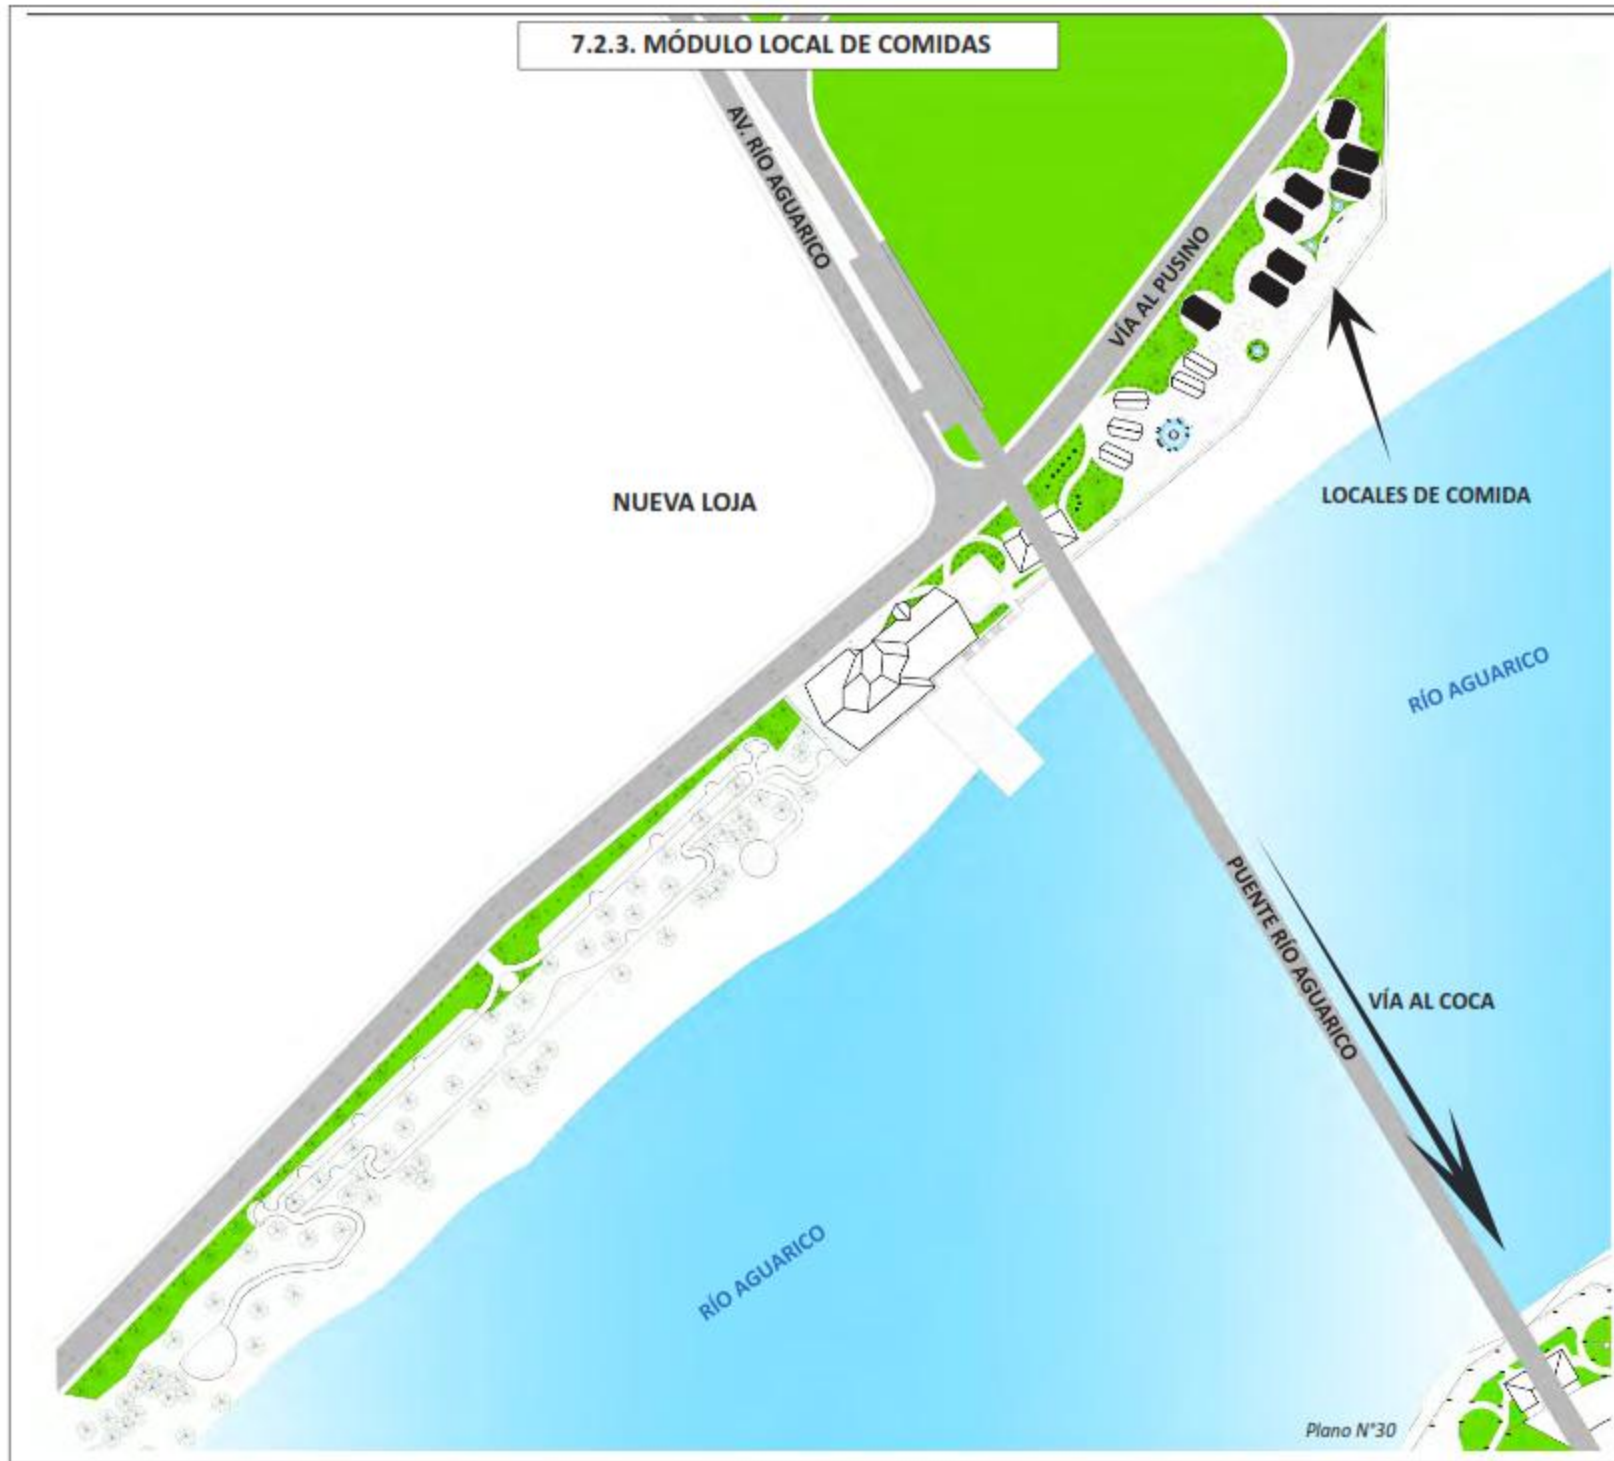 7.2.3. MÓDULO LOCAL DE COMIDAS
AV. RÍO AGUARICO
VÍA AL PUSINO
NUEVA LOJA
LOCALES DE COMIDA
RÍO AGUARICO
PUENTE RÍO AGUARICO
VÍA AL COCA
RÍO AGUARICO
Plano N°30